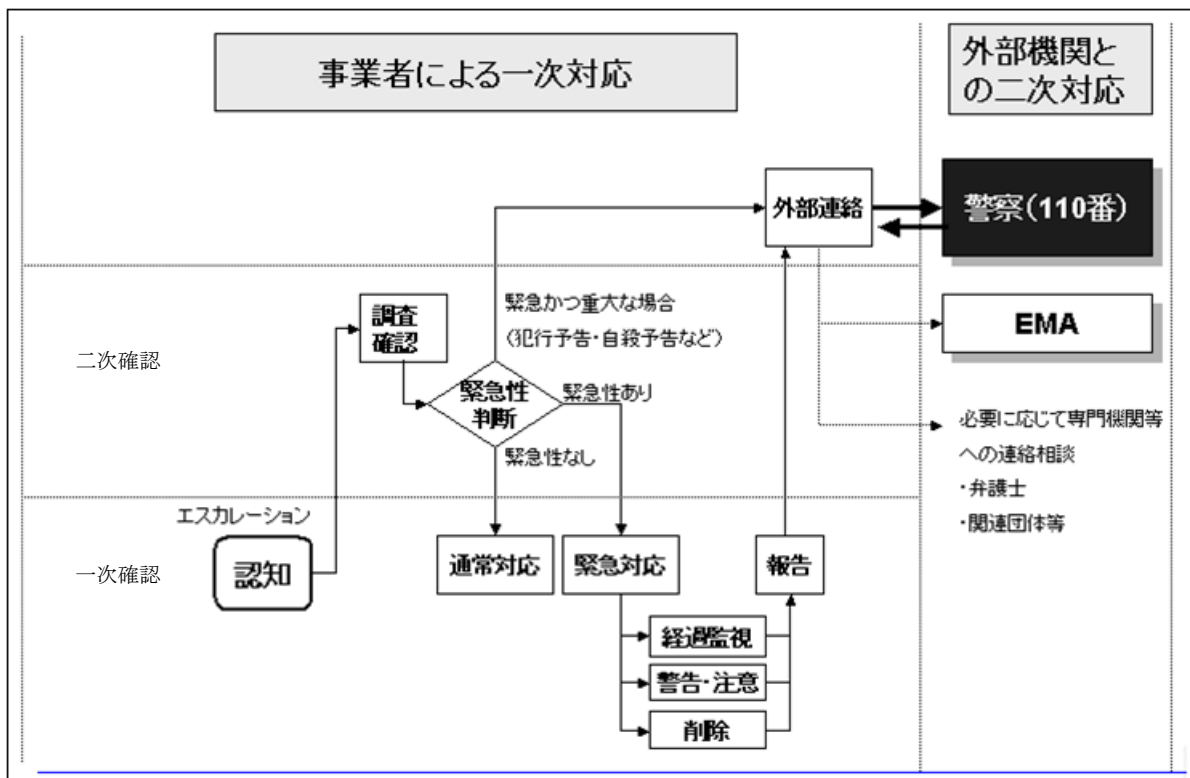 事業者による一次対応
外部機関と
の二次対応
外部連絡
警察(110番)
EMA
必要に応じて専門機関等
への連絡相談
・弁護士
・関連団体等
二次確認
調査
確認
緊急かつ重大な場合
(犯行予告・自殺予告など)
緊急性
判断
緊急性あり
緊急性なし
一次確認
エスカレーション
認知
通常対応
緊急対応
報告
経過監視
警告・注意
削除